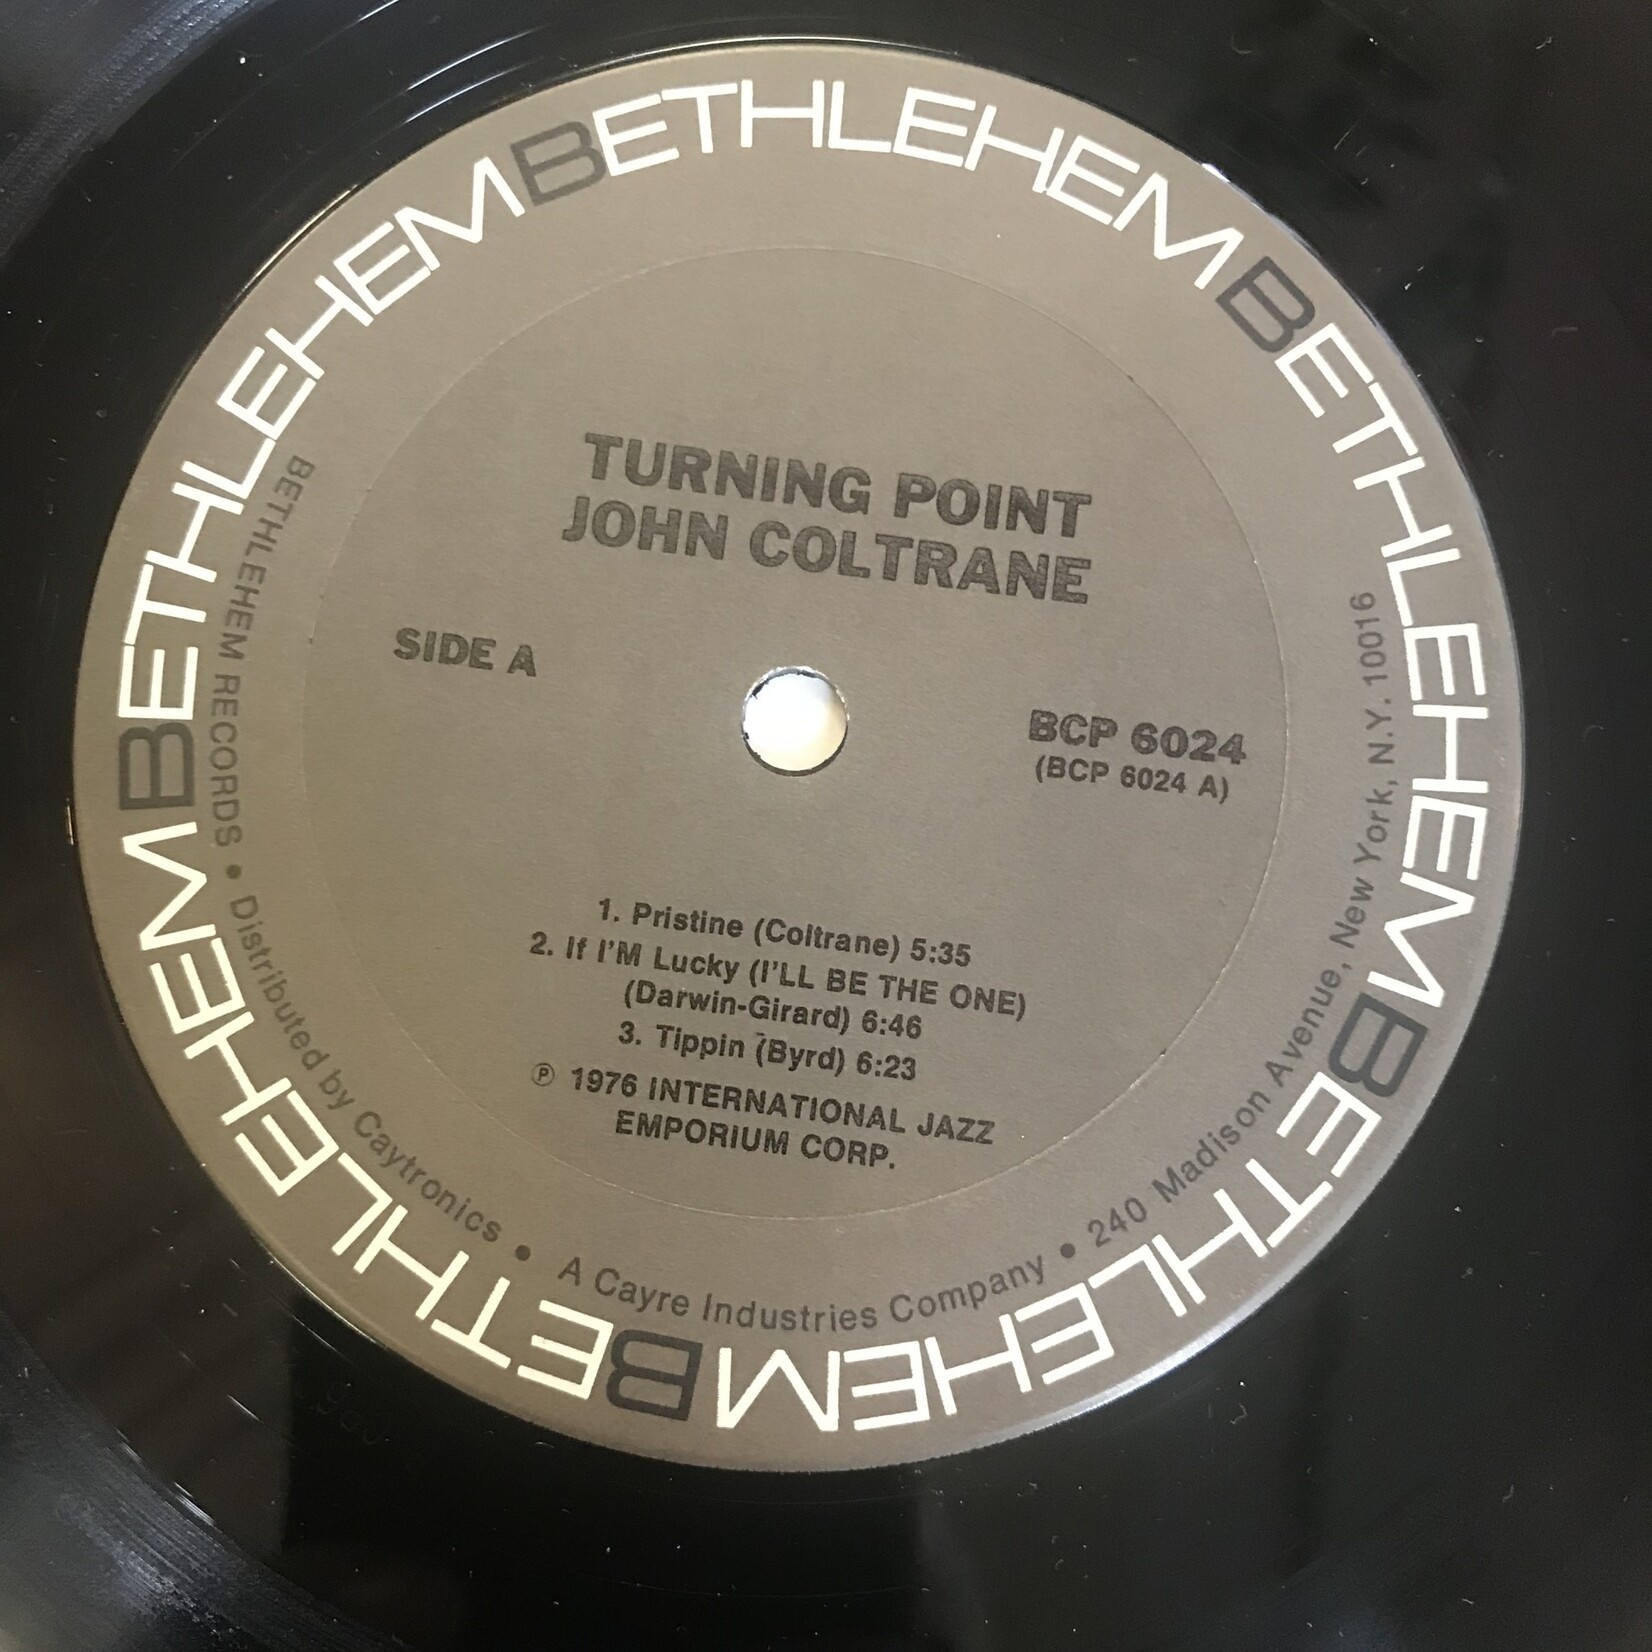 BETHLEHEM BETHLEHEM BETHLEHEM BETHLEHEM BETHLEHEM
TURNING POINT
JOHN COLTRANE
SIDE A
BCP 6024
(BCP 6024 A)
1. Pristine (Coltrane) 5:35
2. If I'M Lucky (I'LL BE THE ONE)
(Darwin-Girard) 6:46
3. Tippin (Byrd) 6:23
℗ 1976 INTERNATIONAL JAZZ
EMPORIUM CORP.
BETHLEHEM RECORDS • Distributed by Caytronics • A Cayre Industries Company • 240 Madison Avenue, New York, N.Y. 10016